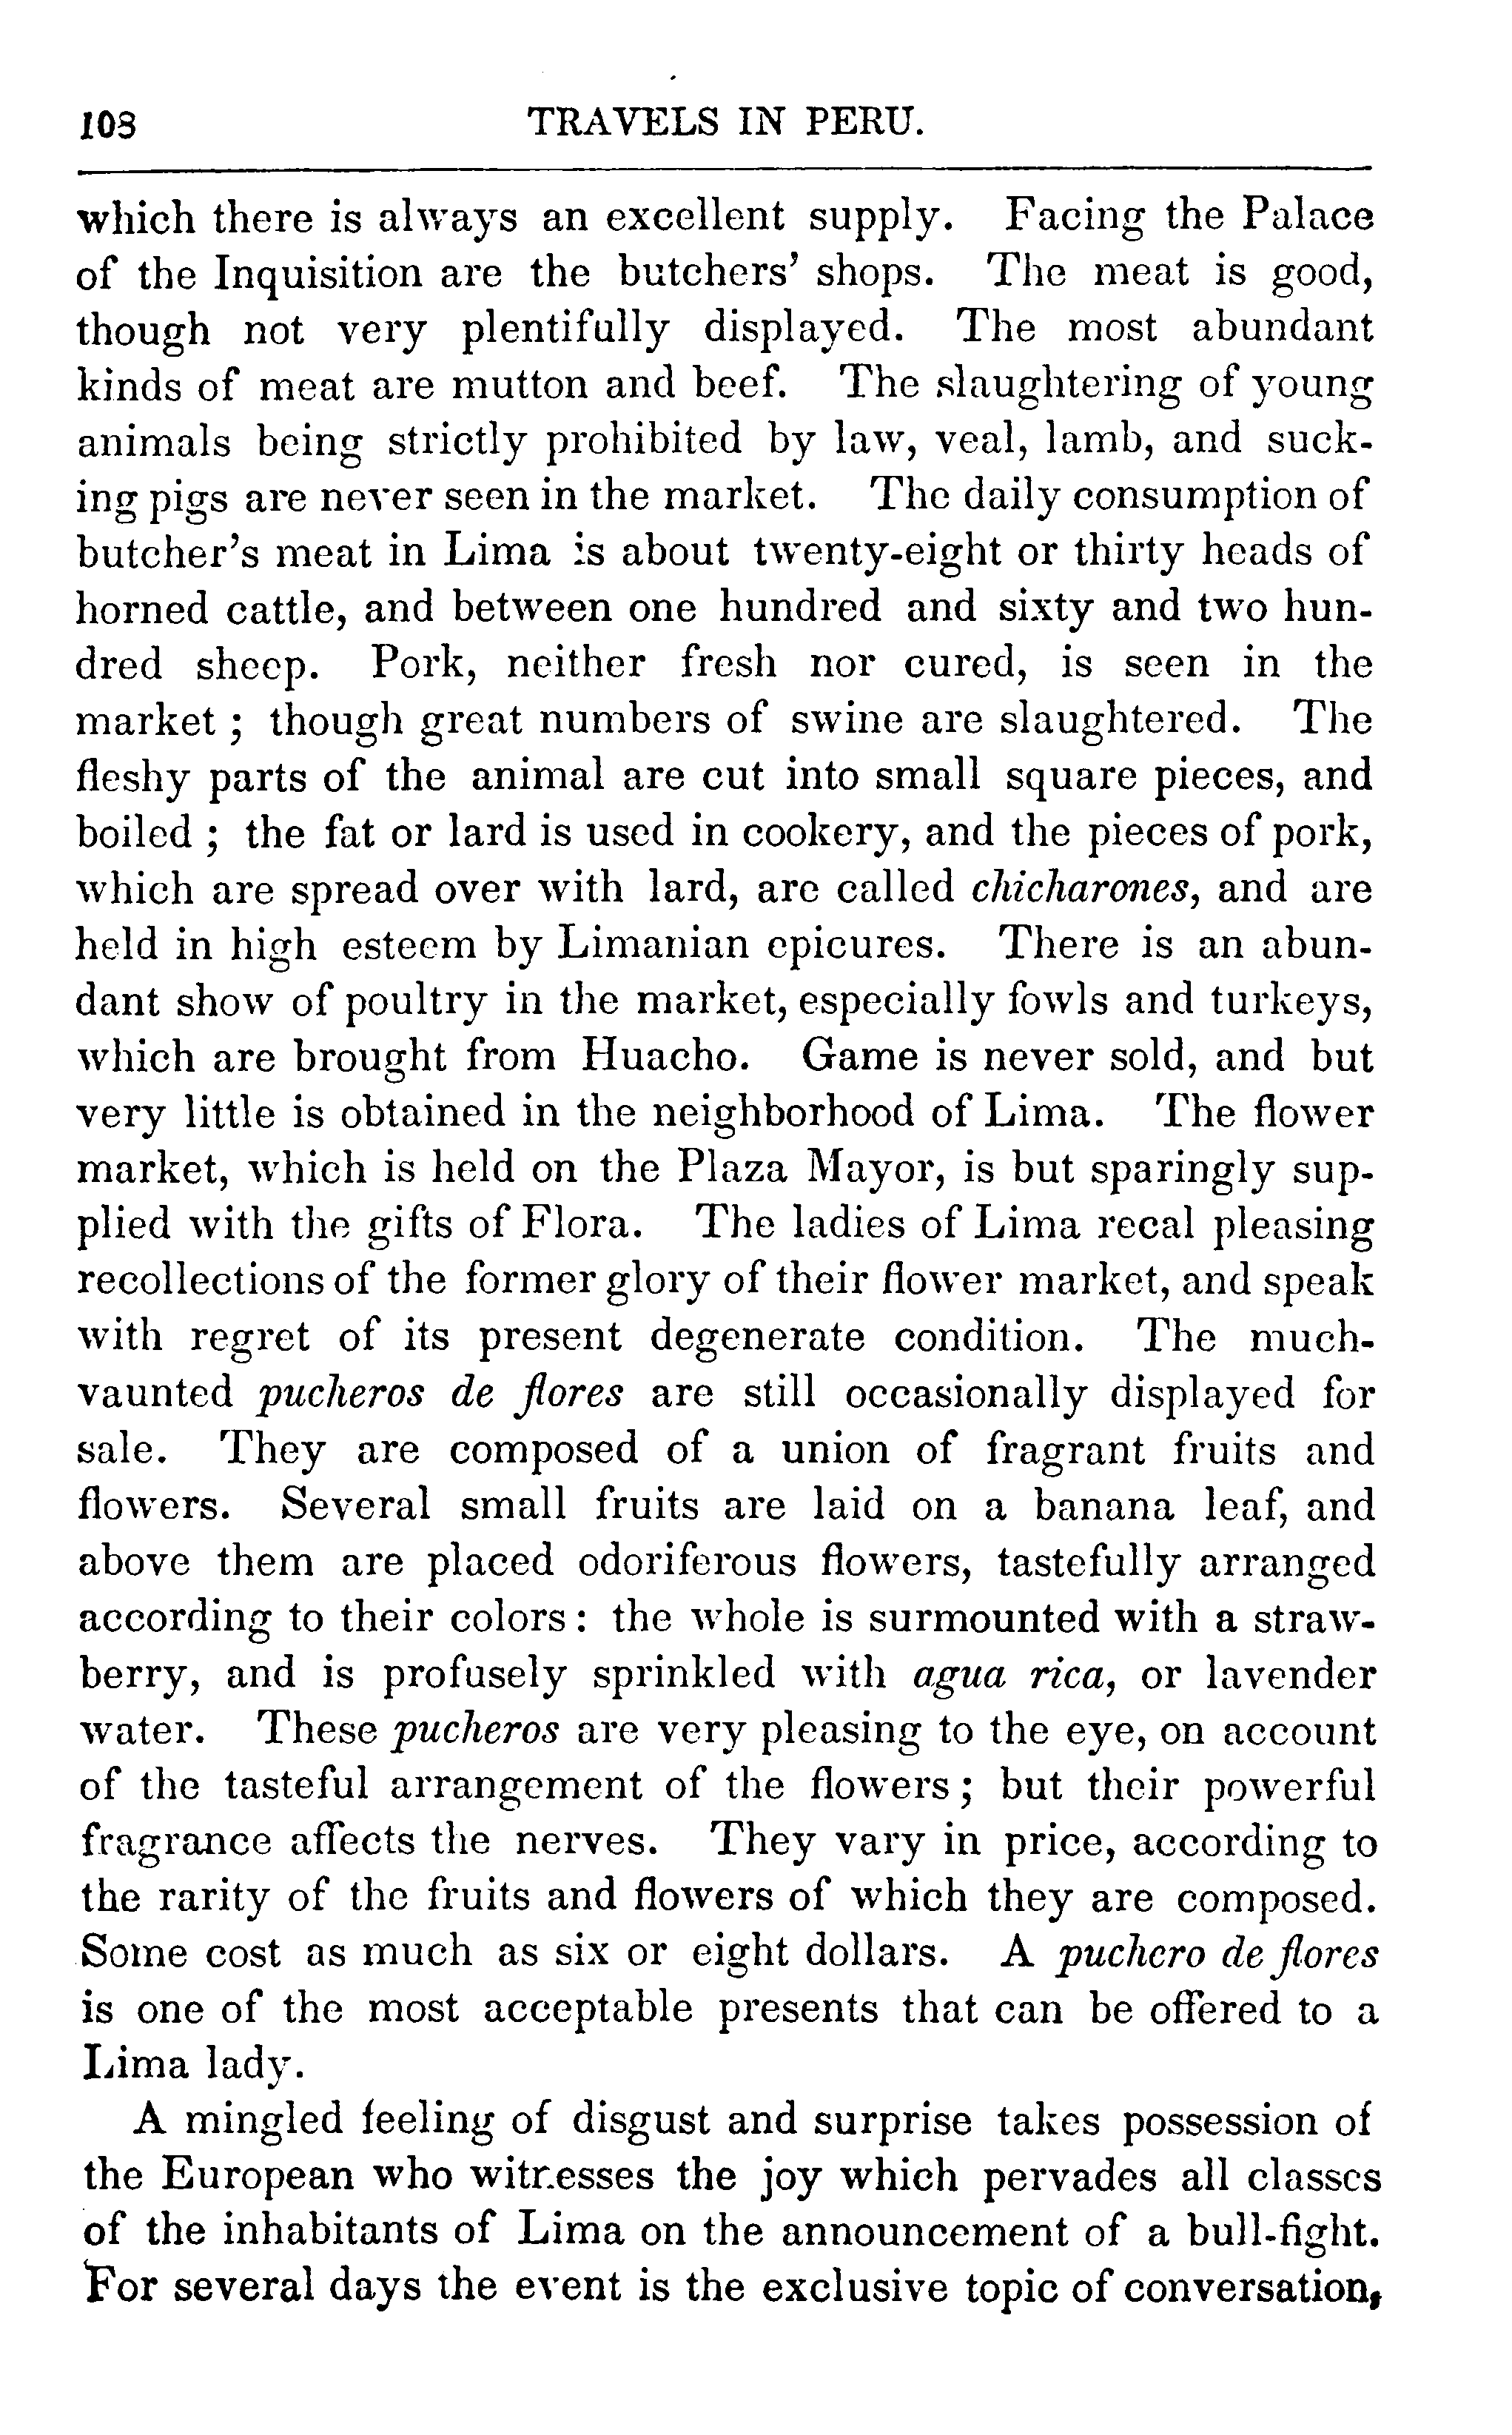 108 TRAVELS IN PERU.
which there is always an excellent supply. Facing the Palace
of the Inquisition are the butchers' shops. The meat is good,
though not very plentifully displayed. The most abundant
kinds of meat are mutton and beef. The slaughtering of young
animals being strictly prohibited by law, veal, lamb, and suck-
ing pigs are never seen in the market. The daily consumption of
butcher's meat in Lima is about twenty-eight or thirty heads of
horned cattle, and between one hundred and sixty and two hun-
dred sheep. Pork, neither fresh nor cured, is seen in the
market ; though great numbers of swine are slaughtered. The
fleshy parts of the animal are cut into small square pieces, and
boiled ; the fat or lard is used in cookery, and the pieces of pork,
which are spread over with lard, are called chicharones, and are
held in high esteem by Limanian epicures. There is an abun-
dant show of poultry in the market, especially fowls and turkeys,
which are brought from Huacho. Game is never sold, and but
very little is obtained in the neighborhood of Lima. The flower
market, which is held on the Plaza Mayor, is but sparingly sup-
plied with the gifts of Flora. The ladies of Lima recal pleasing
recollections of the former glory of their flower market, and speak
with regret of its present degenerate condition. The much-
vaunted pucheros de flores are still occasionally displayed for
sale. They are composed of a union of fragrant fruits and
flowers. Several small fruits are laid on a banana leaf, and
above them are placed odoriferous flowers, tastefully arranged
according to their colors : the whole is surmounted with a straw-
berry, and is profusely sprinkled with agua rica, or lavender
water. These pucheros are very pleasing to the eye, on account
of the tasteful arrangement of the flowers ; but their powerful
fragrance affects the nerves. They vary in price, according to
the rarity of the fruits and flowers of which they are composed.
Some cost as much as six or eight dollars. A puchero de flores
is one of the most acceptable presents that can be offered to a
Lima lady.
A mingled feeling of disgust and surprise takes possession of
the European who witnesses the joy which pervades all classes
of the inhabitants of Lima on the announcement of a bull-fight.
For several days the event is the exclusive topic of conversation,